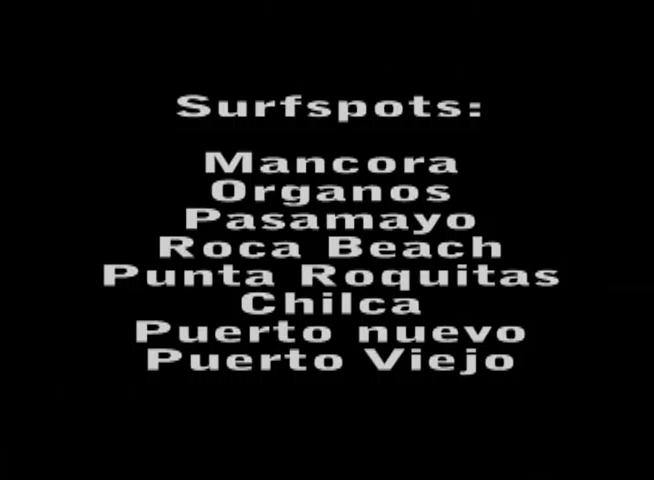 Surfspots:
Mancora
Organos
Pasamayo
Roca Beach
Punta Roquitas
Chilca
Puerto nuevo
Puerto Viejo